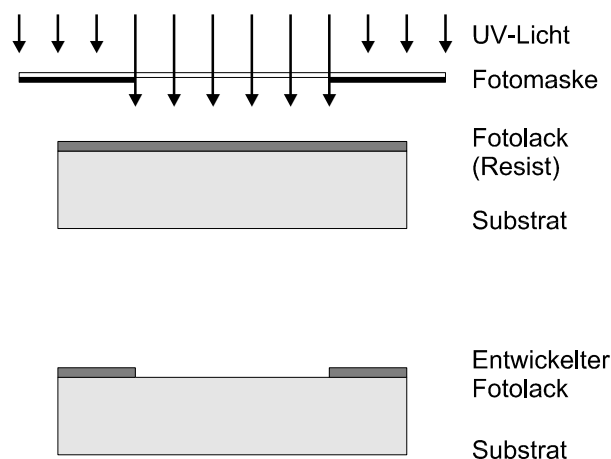 UV-Licht
Fotomaske
Fotolack
(Resist)
Substrat
Entwickelter
Fotolack
Substrat